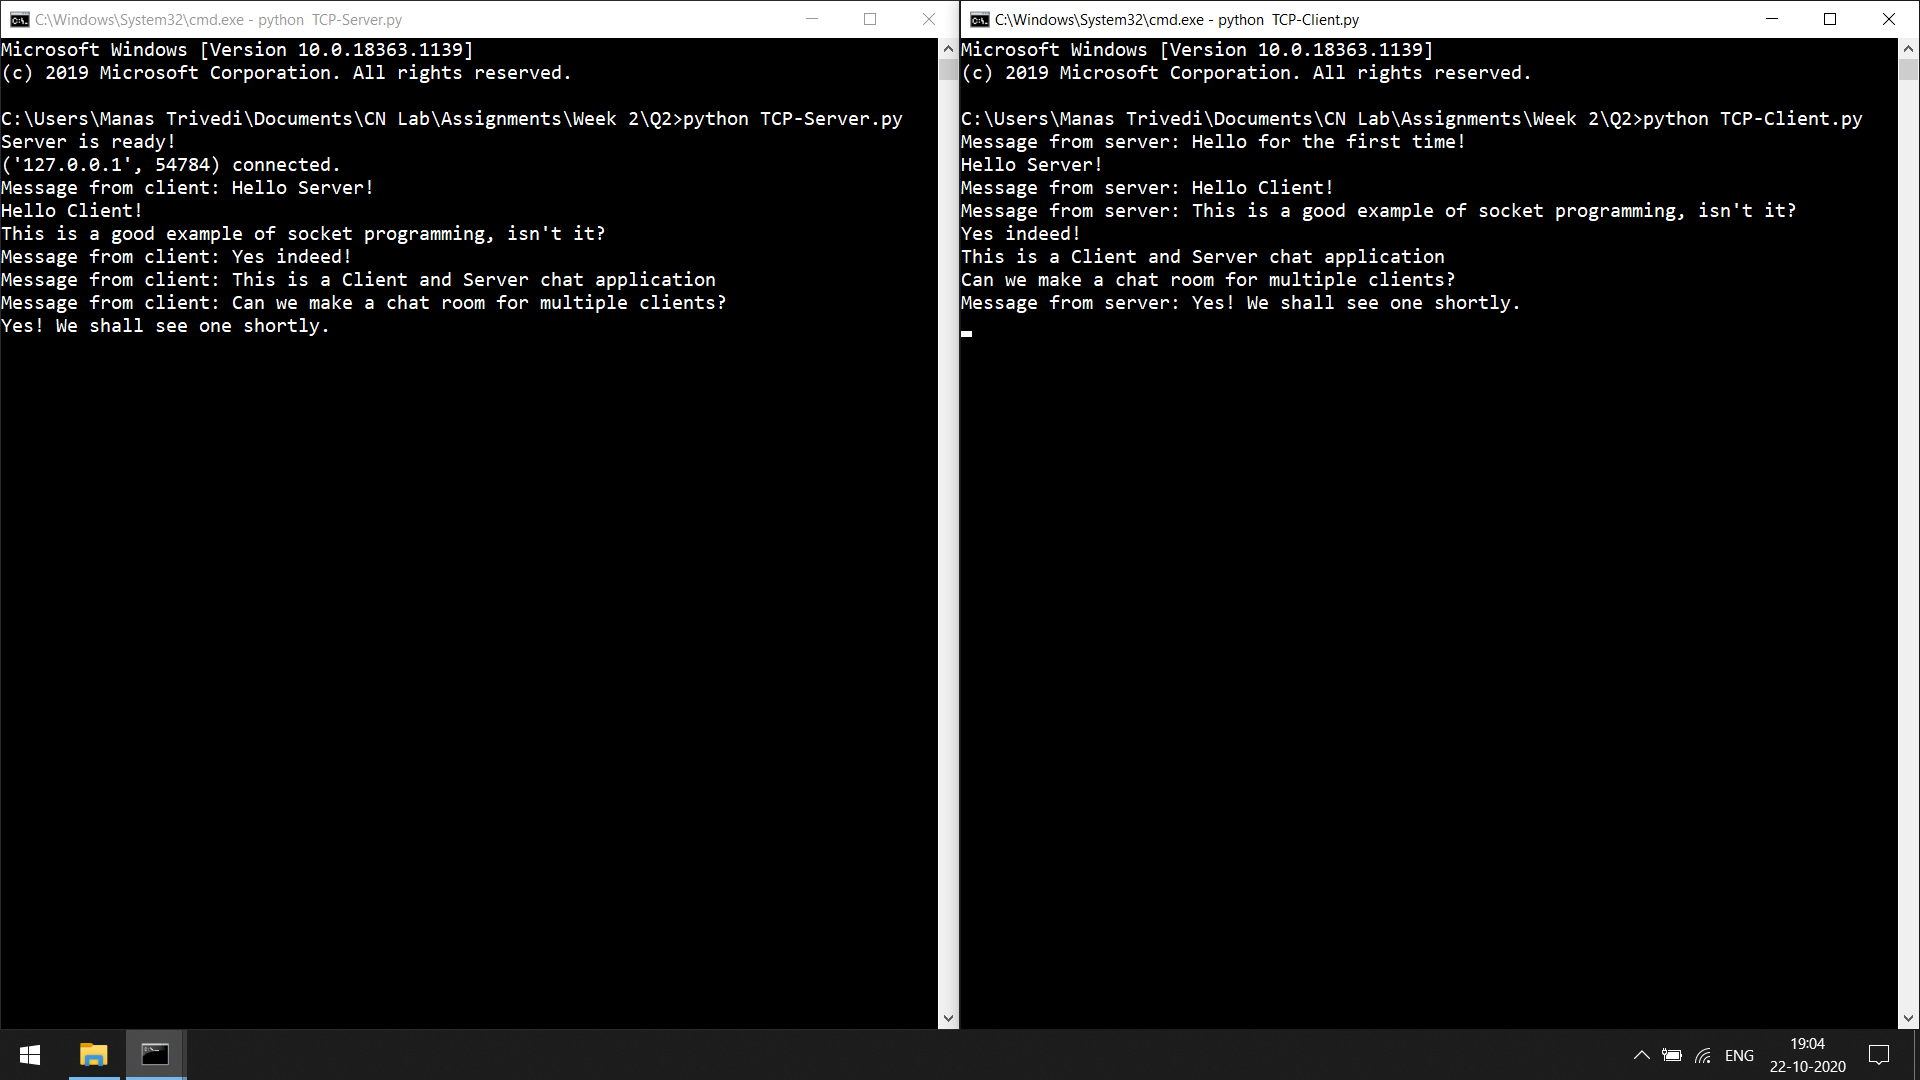 C:\Windows\System32\cmd.exe - python  TCP-Server.py
Microsoft Windows [Version 10.0.18363.1139]
(c) 2019 Microsoft Corporation. All rights reserved.
C:\Users\Manas Trivedi\Documents\CN Lab\Assignments\Week 2\Q2>python TCP-Server.py
Server is ready!
('127.0.0.1', 54784) connected.
Message from client: Hello Server!
Hello Client!
This is a good example of socket programming, isn't it?
Message from client: Yes indeed!
Message from client: This is a Client and Server chat application
Message from client: Can we make a chat room for multiple clients?
Yes! We shall see one shortly.
C:\Windows\System32\cmd.exe - python  TCP-Client.py
Microsoft Windows [Version 10.0.18363.1139]
(c) 2019 Microsoft Corporation. All rights reserved.
C:\Users\Manas Trivedi\Documents\CN Lab\Assignments\Week 2\Q2>python TCP-Client.py
Message from server: Hello for the first time!
Hello Server!
Message from server: Hello Client!
Message from server: This is a good example of socket programming, isn't it?
Yes indeed!
This is a Client and Server chat application
Can we make a chat room for multiple clients?
Message from server: Yes! We shall see one shortly.
ENG
19:04
22-10-2020